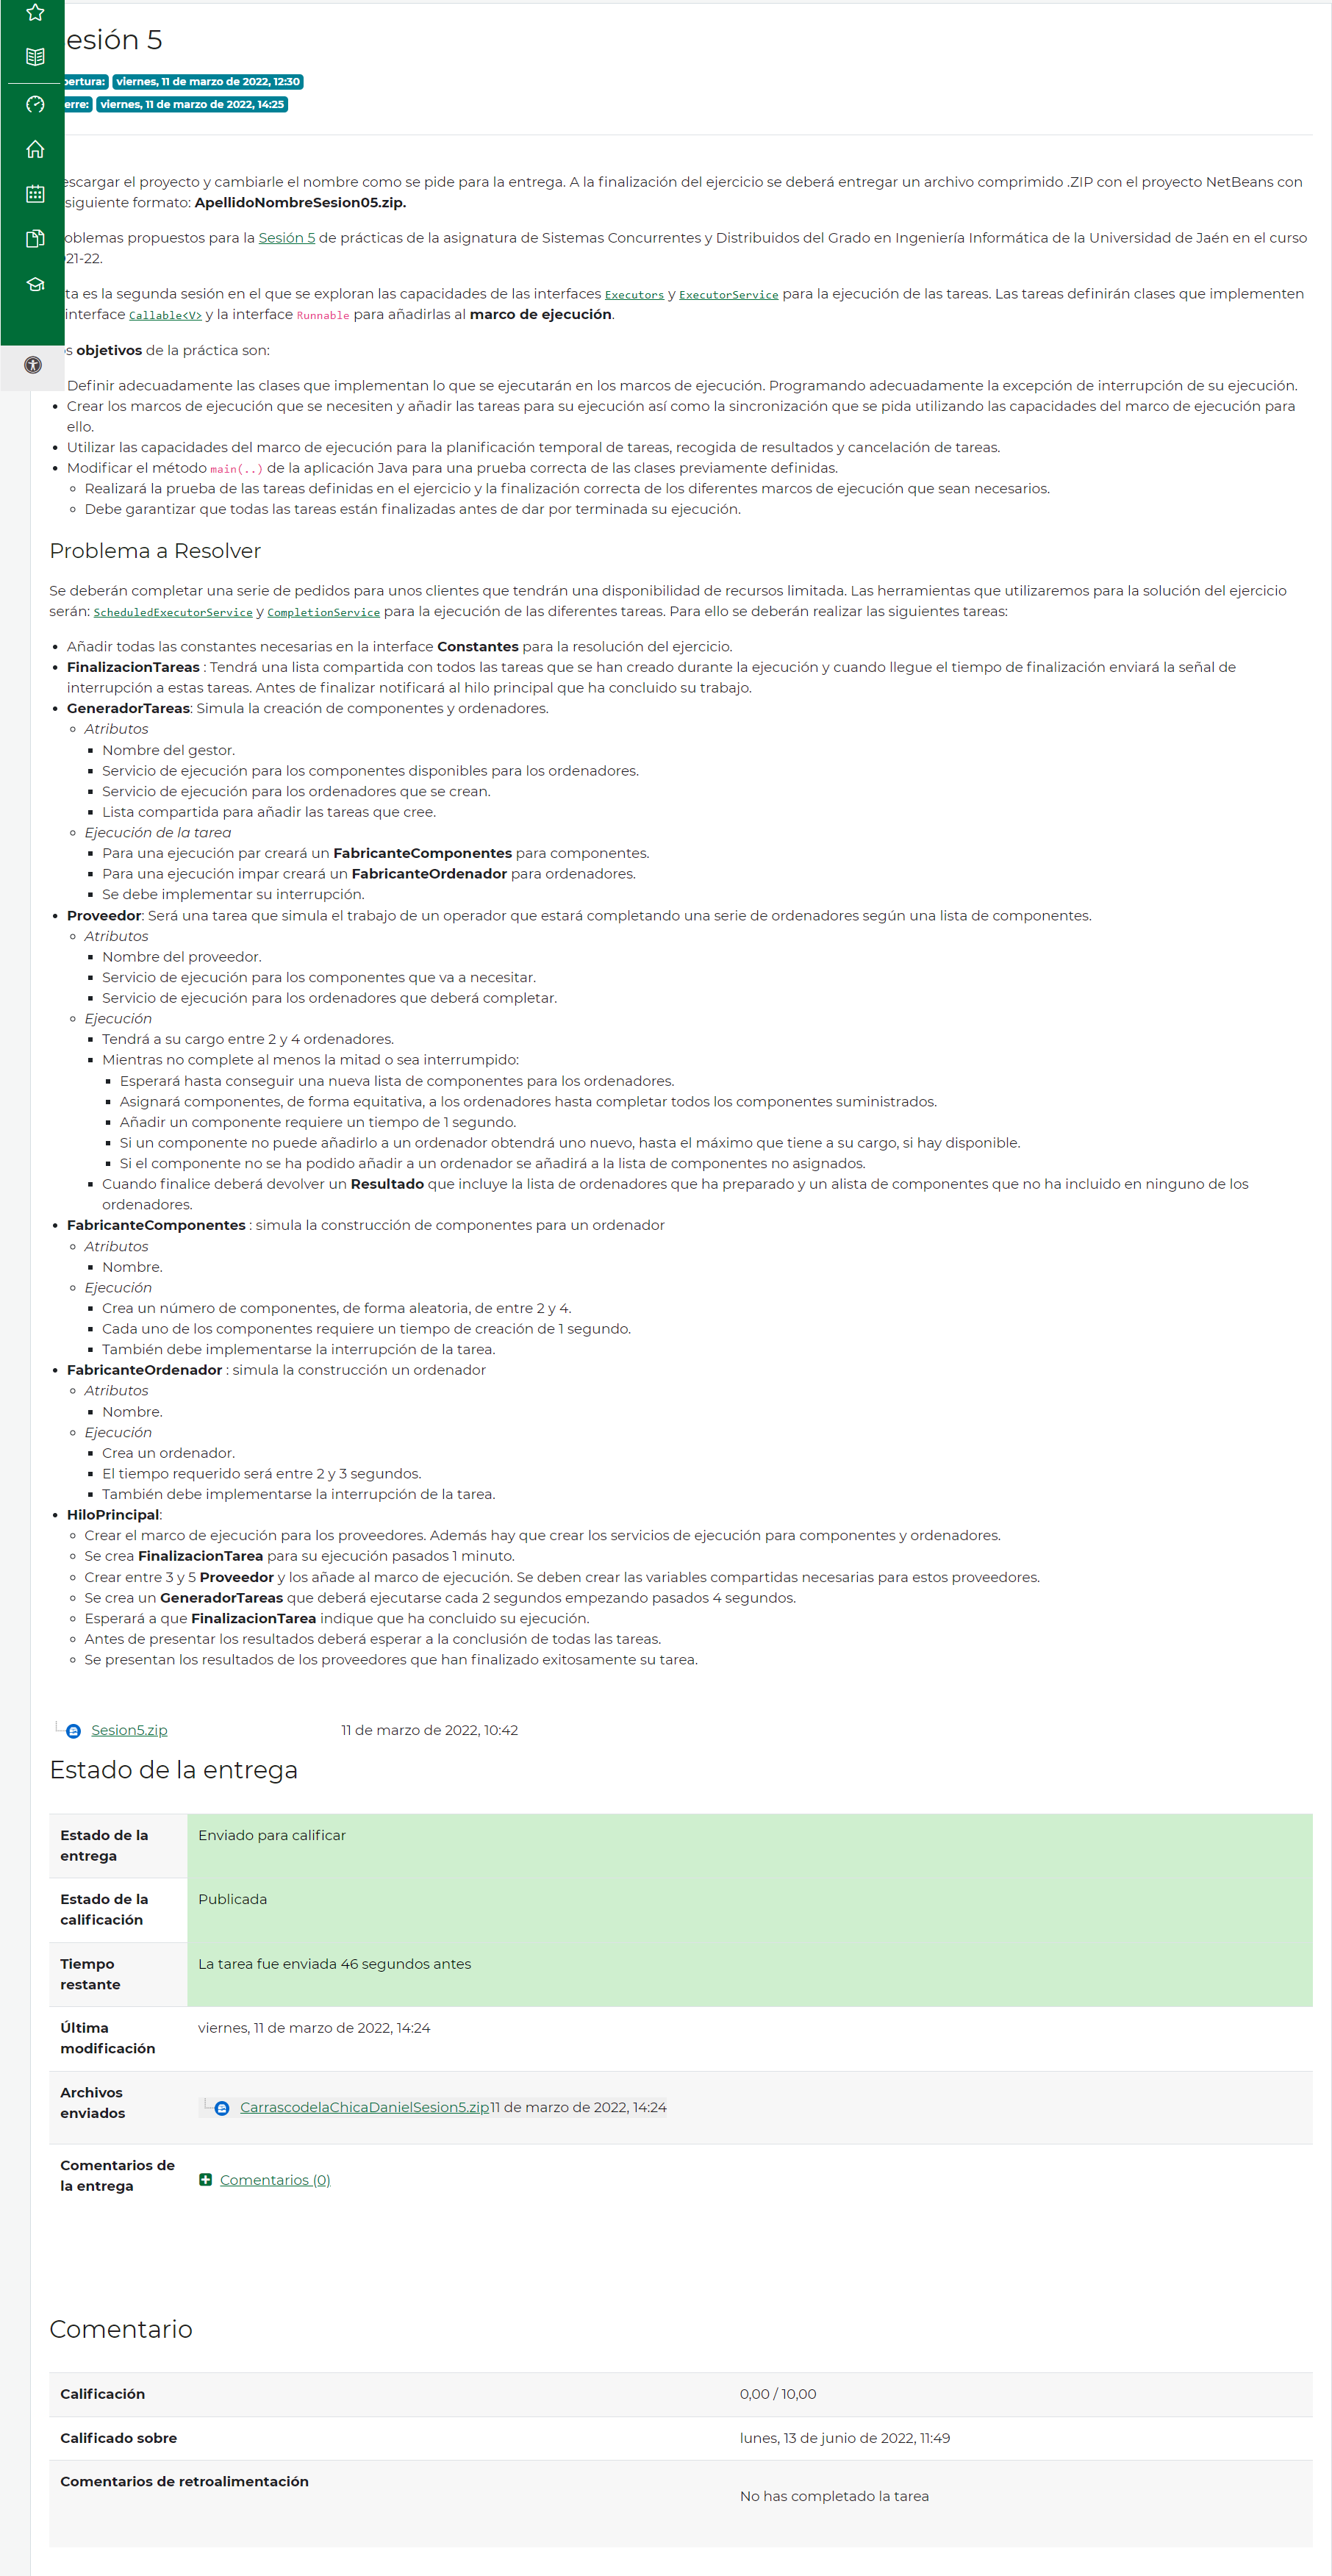 esión 5
pertura: viernes, 11 de marzo de 2022, 12:30
erre: viernes, 11 de marzo de 2022, 14:25
escargar el proyecto y cambiarle el nombre como se pide para la entrega. A la finalización del ejercicio se deberá entregar un archivo comprimido .ZIP con el proyecto NetBeans con
siguiente formato: ApellidoNombreSesion05.zip.
oblemas propuestos para la Sesión 5 de prácticas de la asignatura de Sistemas Concurrentes y Distribuidos del Grado en Ingeniería Informática de la Universidad de Jaén en el curso
21-22.
ta es la segunda sesión en el que se exploran las capacidades de las interfaces Executors y ExecutorService para la ejecución de las tareas. Las tareas definirán clases que implementen
interface Callable<V> y la interface Runnable para añadirlas al marco de ejecución.
s objetivos de la práctica son:
Definir adecuadamente las clases que implementan lo que se ejecutarán en los marcos de ejecución. Programando adecuadamente la excepción de interrupción de su ejecución.
• Crear los marcos de ejecución que se necesiten y añadir las tareas para su ejecución así como la sincronización que se pida utilizando las capacidades del marco de ejecución para
ello.
• Utilizar las capacidades del marco de ejecución para la planificación temporal de tareas, recogida de resultados y cancelación de tareas.
• Modificar el método main(..) de la aplicación Java para una prueba correcta de las clases previamente definidas.
◦ Realizará la prueba de las tareas definidas en el ejercicio y la finalización correcta de los diferentes marcos de ejecución que sean necesarios.
◦ Debe garantizar que todas las tareas están finalizadas antes de dar por terminada su ejecución.
Problema a Resolver
Se deberán completar una serie de pedidos para unos clientes que tendrán una disponibilidad de recursos limitada. Las herramientas que utilizaremos para la solución del ejercicio
serán: ScheduledExecutorService y CompletionService para la ejecución de las diferentes tareas. Para ello se deberán realizar las siguientes tareas:
• Añadir todas las constantes necesarias en la interface Constantes para la resolución del ejercicio.
• FinalizacionTareas : Tendrá una lista compartida con todos las tareas que se han creado durante la ejecución y cuando llegue el tiempo de finalización enviará la señal de
interrupción a estas tareas. Antes de finalizar notificará al hilo principal que ha concluido su trabajo.
• GeneradorTareas: Simula la creación de componentes y ordenadores.
◦ Atributos
▪ Nombre del gestor.
▪ Servicio de ejecución para los componentes disponibles para los ordenadores.
▪ Servicio de ejecución para los ordenadores que se crean.
▪ Lista compartida para añadir las tareas que cree.
◦ Ejecución de la tarea
▪ Para una ejecución par creará un FabricanteComponentes para componentes.
▪ Para una ejecución impar creará un FabricanteOrdenador para ordenadores.
▪ Se debe implementar su interrupción.
• Proveedor: Será una tarea que simula el trabajo de un operador que estará completando una serie de ordenadores según una lista de componentes.
◦ Atributos
▪ Nombre del proveedor.
▪ Servicio de ejecución para los componentes que va a necesitar.
▪ Servicio de ejecución para los ordenadores que deberá completar.
◦ Ejecución
▪ Tendrá a su cargo entre 2 y 4 ordenadores.
▪ Mientras no complete al menos la mitad o sea interrumpido:
▪ Esperará hasta conseguir una nueva lista de componentes para los ordenadores.
▪ Asignará componentes, de forma equitativa, a los ordenadores hasta completar todos los componentes suministrados.
▪ Añadir un componente requiere un tiempo de 1 segundo.
▪ Si un componente no puede añadirlo a un ordenador obtendrá uno nuevo, hasta el máximo que tiene a su cargo, si hay disponible.
▪ Si el componente no se ha podido añadir a un ordenador se añadirá a la lista de componentes no asignados.
▪ Cuando finalice deberá devolver un Resultado que incluye la lista de ordenadores que ha preparado y un alista de componentes que no ha incluido en ninguno de los
ordenadores.
• FabricanteComponentes : simula la construcción de componentes para un ordenador
◦ Atributos
▪ Nombre.
◦ Ejecución
▪ Crea un número de componentes, de forma aleatoria, de entre 2 y 4.
▪ Cada uno de los componentes requiere un tiempo de creación de 1 segundo.
▪ También debe implementarse la interrupción de la tarea.
• FabricanteOrdenador : simula la construcción un ordenador
◦ Atributos
▪ Nombre.
◦ Ejecución
▪ Crea un ordenador.
▪ El tiempo requerido será entre 2 y 3 segundos.
▪ También debe implementarse la interrupción de la tarea.
• HiloPrincipal:
◦ Crear el marco de ejecución para los proveedores. Además hay que crear los servicios de ejecución para componentes y ordenadores.
◦ Se crea FinalizacionTarea para su ejecución pasados 1 minuto.
◦ Crear entre 3 y 5 Proveedor y los añade al marco de ejecución. Se deben crear las variables compartidas necesarias para estos proveedores.
◦ Se crea un GeneradorTareas que deberá ejecutarse cada 2 segundos empezando pasados 4 segundos.
◦ Esperará a que FinalizacionTarea indique que ha concluido su ejecución.
◦ Antes de presentar los resultados deberá esperar a la conclusión de todas las tareas.
◦ Se presentan los resultados de los proveedores que han finalizado exitosamente su tarea.
Sesion5.zip 11 de marzo de 2022, 10:42
Estado de la entrega
Estado de la entrega Enviado para calificar
Estado de la calificación Publicada
Tiempo restante La tarea fue enviada 46 segundos antes
Última modificación viernes, 11 de marzo de 2022, 14:24
Archivos enviados CarrascodelaChicaDanielSesion5.zip 11 de marzo de 2022, 14:24
Comentarios de la entrega Comentarios (0)
Comentario
Calificación 0,00 / 10,00
Calificado sobre lunes, 13 de junio de 2022, 11:49
Comentarios de retroalimentación No has completado la tarea